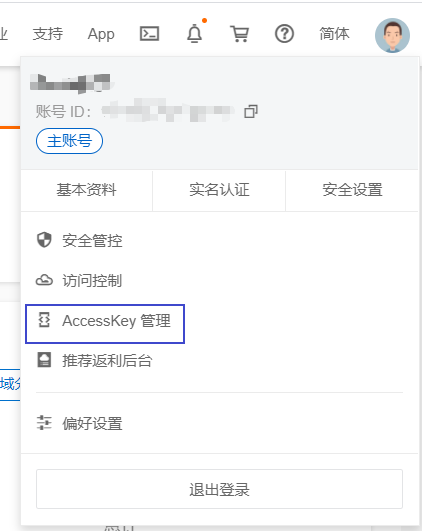 业 支持 App 简体
账号 ID：
主账号
基本资料 实名认证 安全设置
安全管控
访问控制
AccessKey 管理
推荐返利后台
域分
偏好设置
退出登录